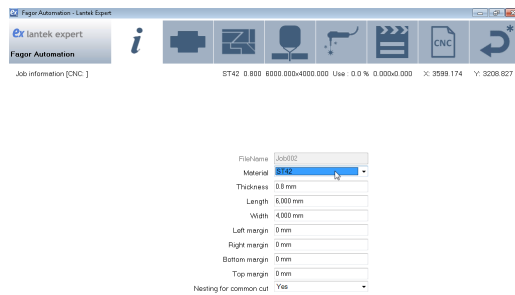 Fagor Automation - Lantek Expert
ex lantek expert
Fagor Automation
i
CNC
Job information [CNC: ]
ST42 0.800 6000.000x4000.000 Use : 0.0 % 0.000x0.000 X: 3599.174 Y: 3208.827
FileName Job002
Material ST42
Thickness 0.8 mm
Length 6,000 mm
Width 4,000 mm
Left margin 0 mm
Right margin 0 mm
Bottom margin 0 mm
Top margin 0 mm
Nesting for common cut Yes